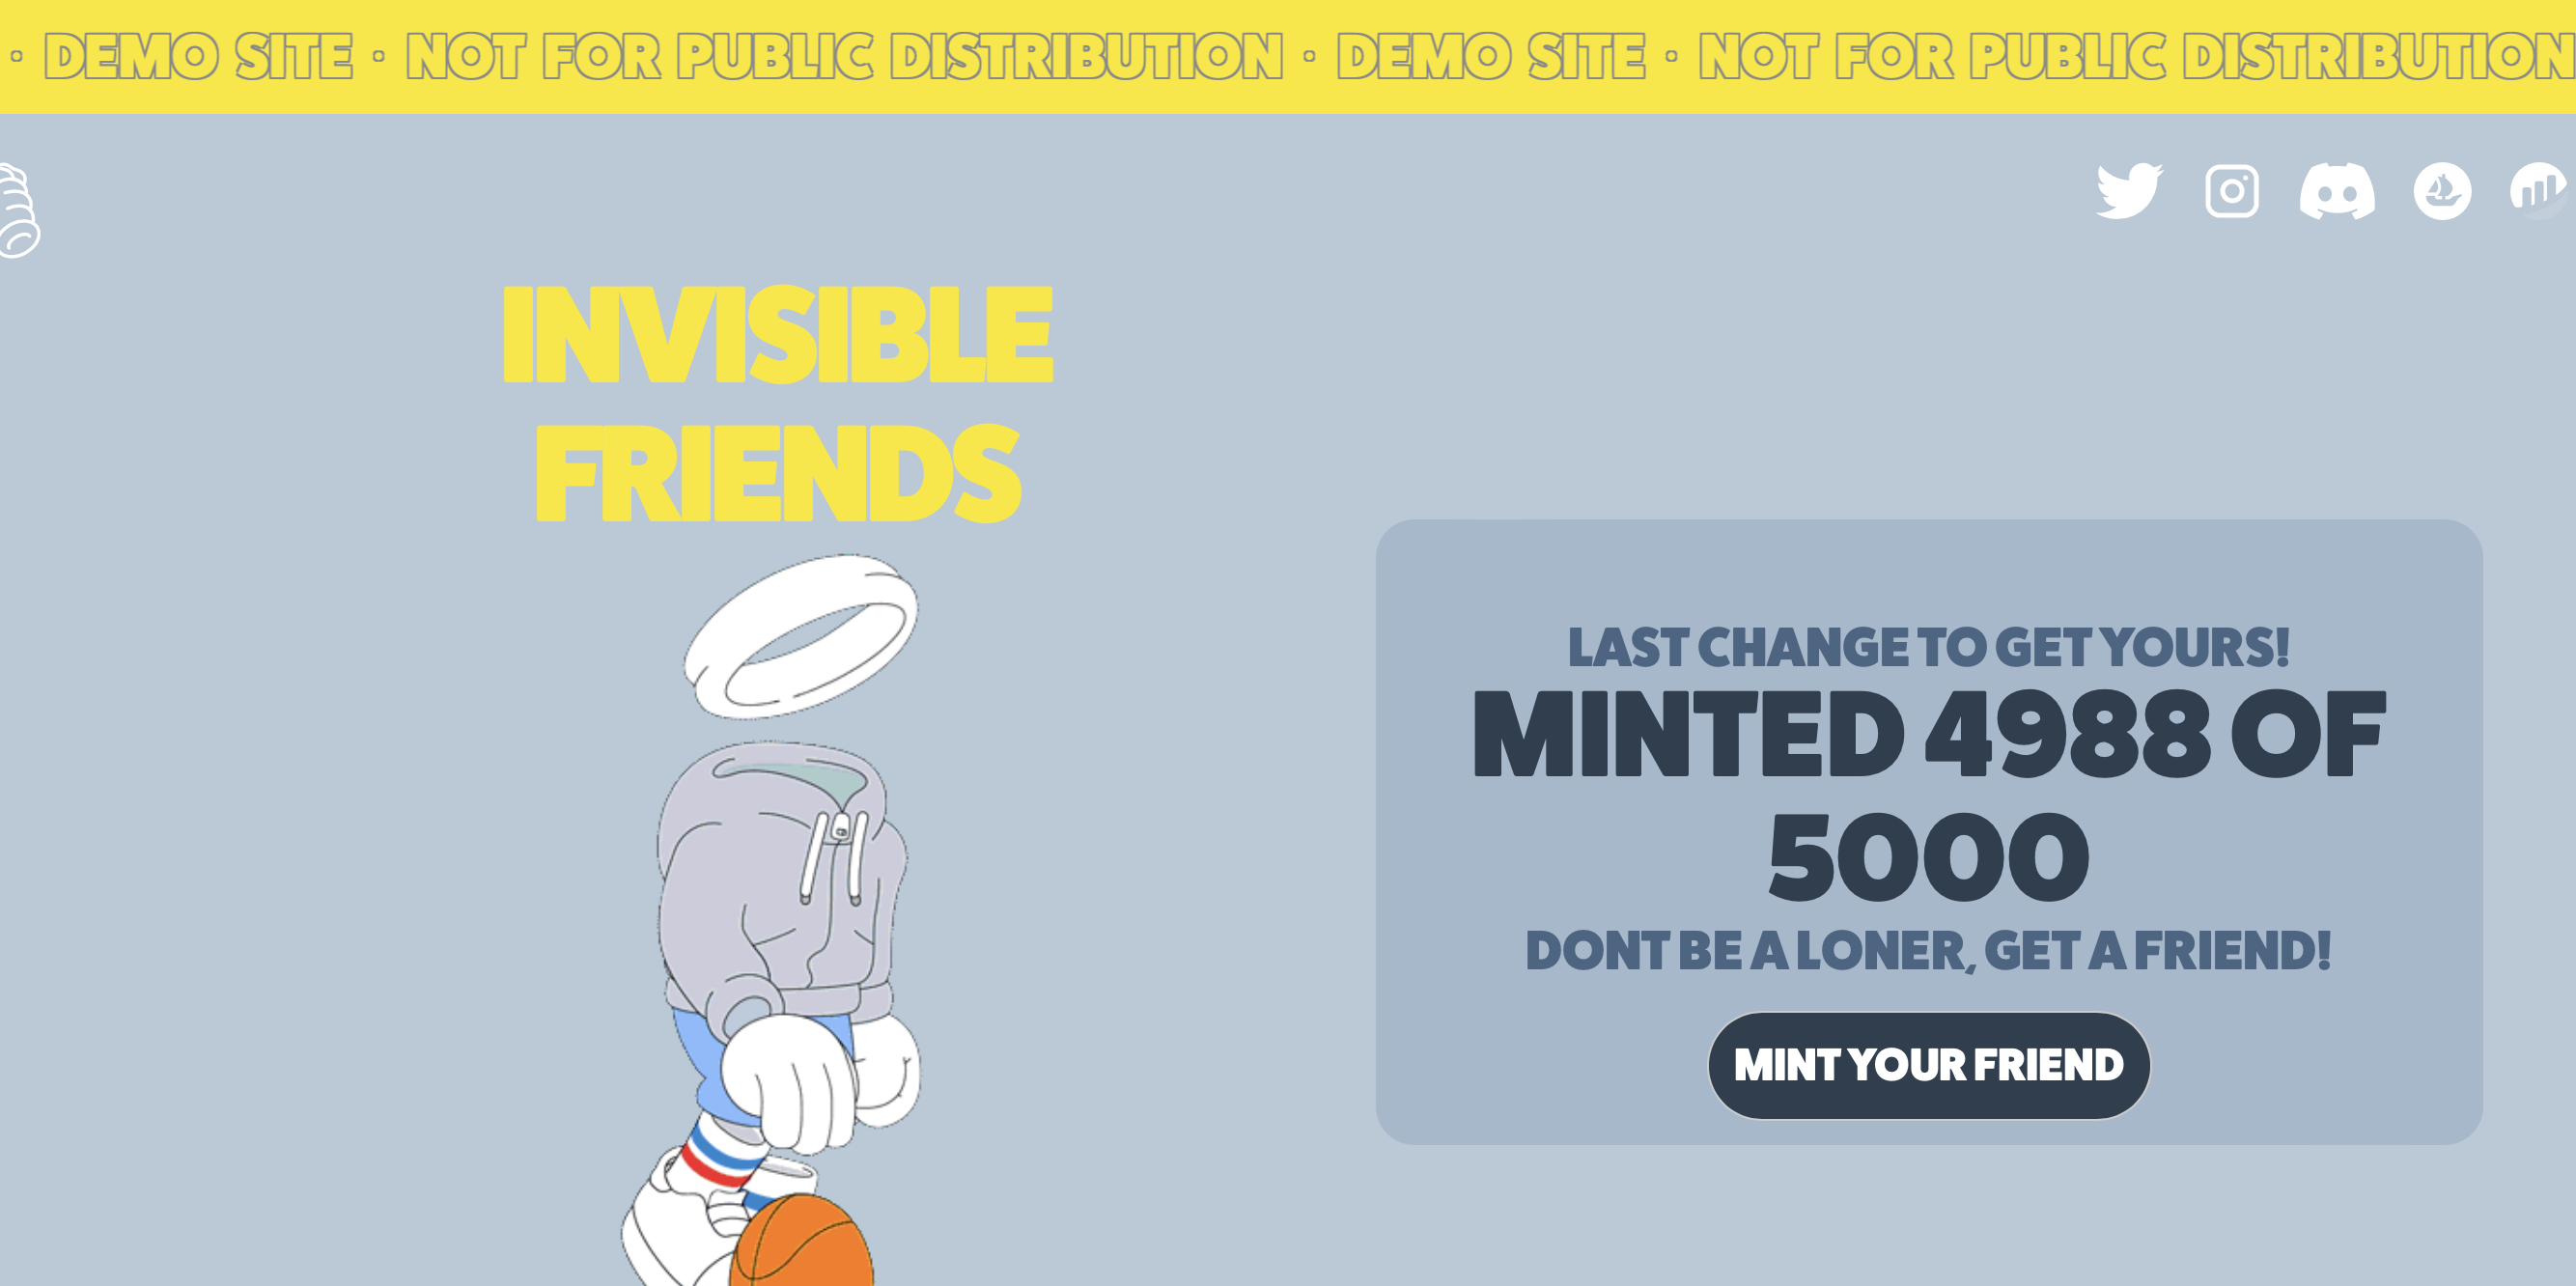 · DEMO SITE · NOT FOR PUBLIC DISTRIBUTION · DEMO SITE · NOT FOR PUBLIC DISTRIBUTION
INVISIBLE
FRIENDS
LAST CHANGE TO GET YOURS!
MINTED 4988 OF
5000
DONT BE A LONER, GET A FRIEND!
MINT YOUR FRIEND